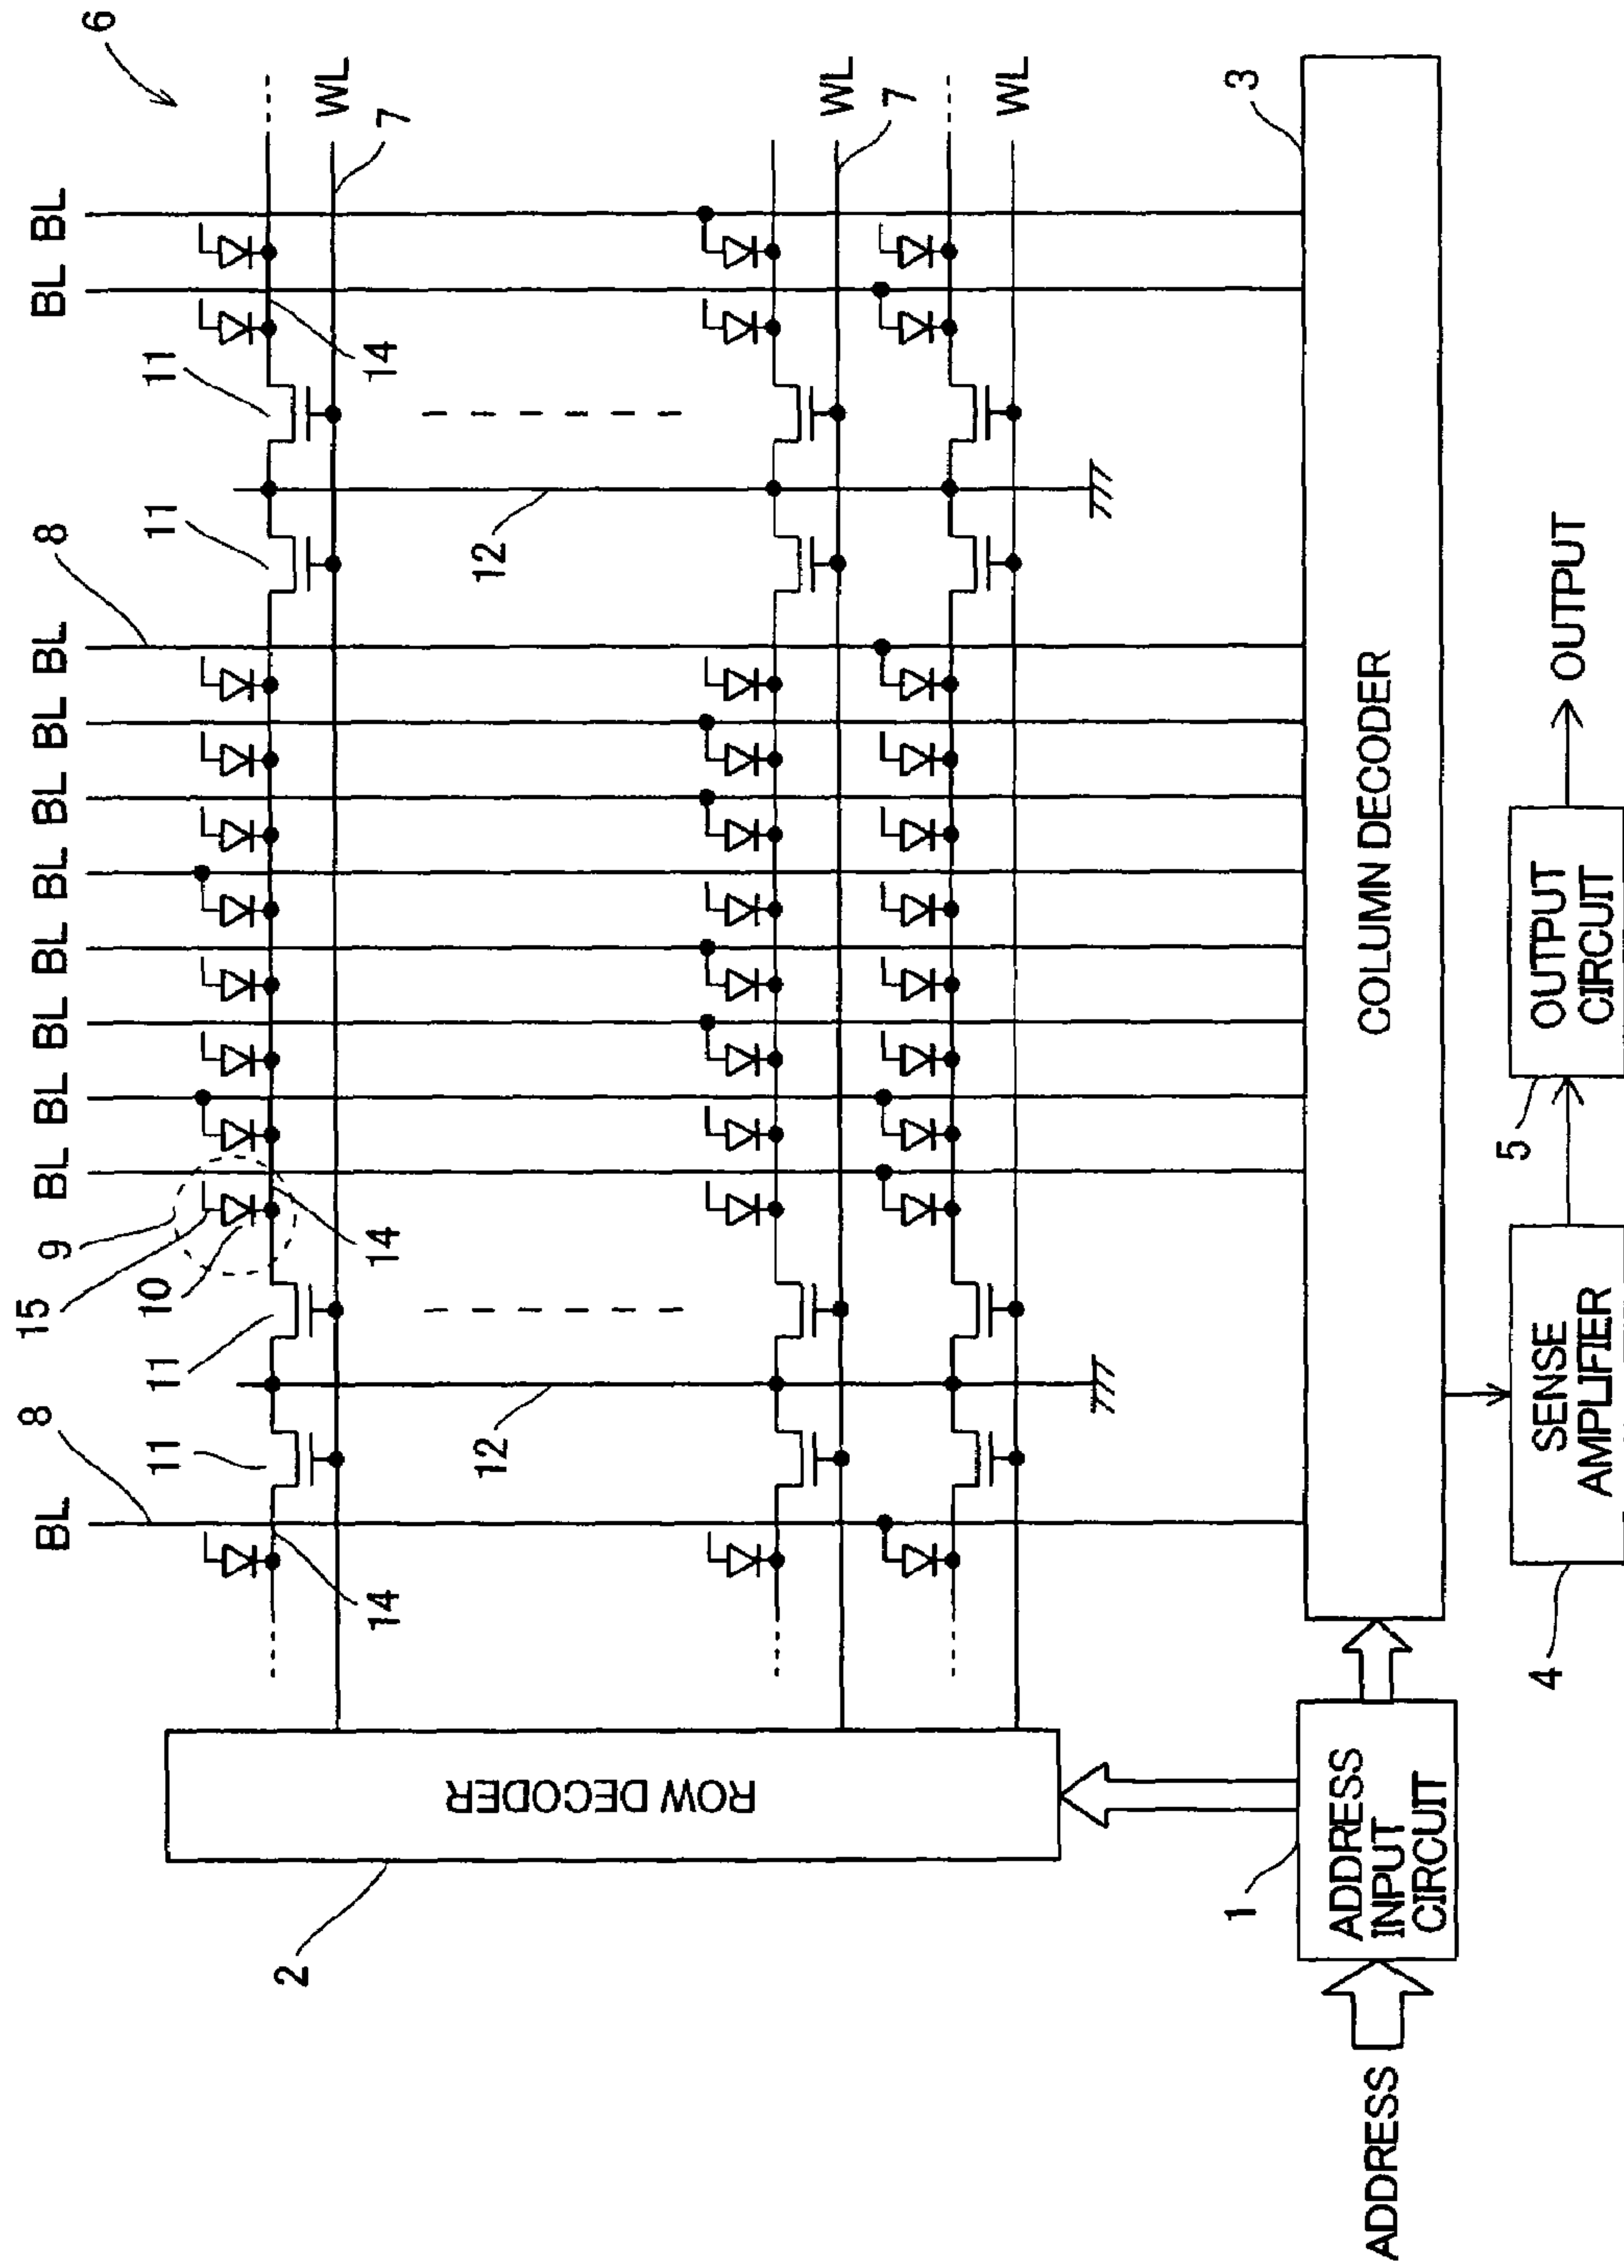 6
BL
8
15
9
BL
BL
BL
BL
BL
BL
BL
BL
8
BL
BL
11
11
10
11
11
2
WL
14
14
14
7
12
12
ROW DECODER
WL
7
WL
1
3
ADDRESS
ADDRESS
INPUT
CIRCUIT
COLUMN DECODER
4
5
SENSE
AMPLIFIER
OUTPUT
CIRCUIT
OUTPUT